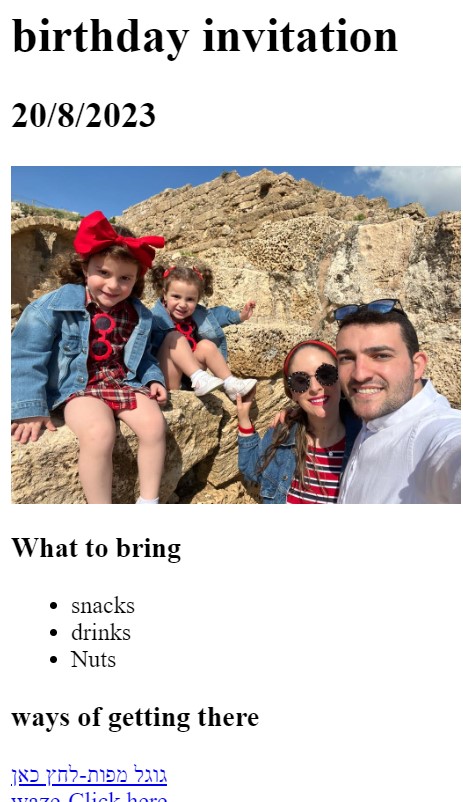 birthday invitation
20/8/2023
What to bring
snacks
drinks
Nuts
ways of getting there
גוגל מפות-לחץ כאן
waze-Click here